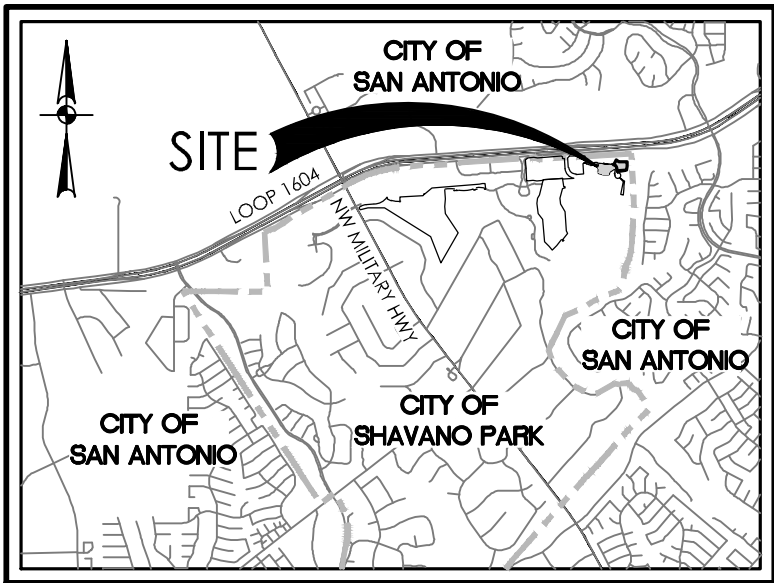 CITY OF
SAN ANTONIO
SITE
LOOP 1604
NW MILITARY HWY
CITY OF
SAN ANTONIO
CITY OF
SHAVANO PARK
CITY OF
SAN ANTONIO